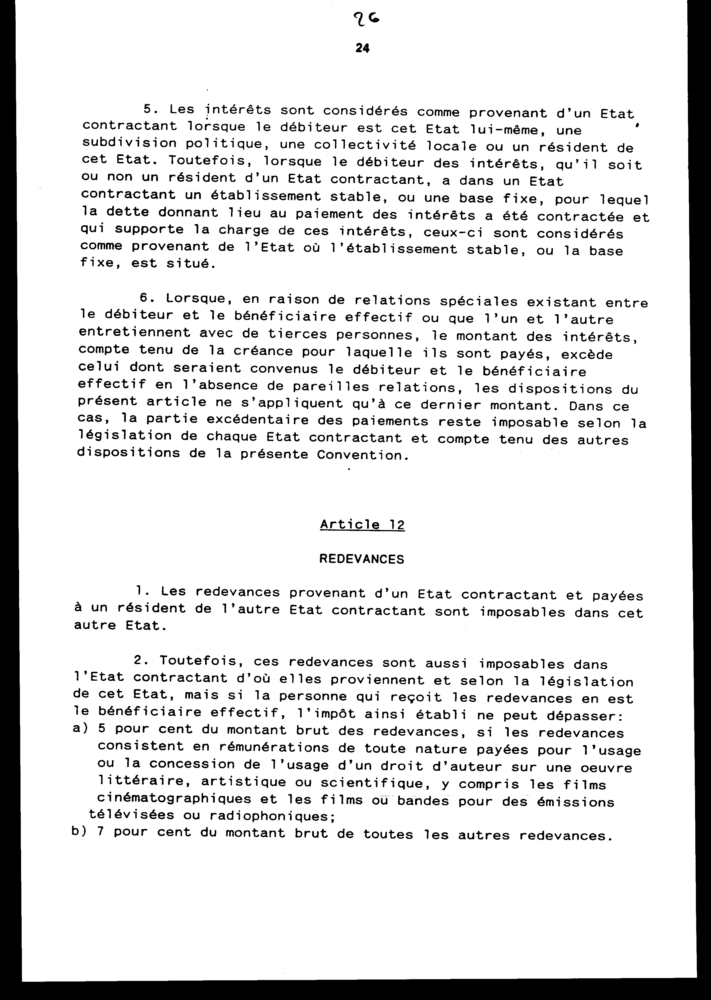 26
24
5. Les intérêts sont considérés comme provenant d'un Etat
contractant lorsque le débiteur est cet Etat lui-même, une
subdivision politique, une collectivité locale ou un résident de
cet Etat. Toutefois, lorsque le débiteur des intérêts, qu'il soit
ou non un résident d'un Etat contractant, a dans un Etat
contractant un établissement stable, ou une base fixe, pour lequel
la dette donnant lieu au paiement des intérêts a été contractée et
qui supporte la charge de ces intérêts, ceux-ci sont considérés
comme provenant de l'Etat où l'établissement stable, ou la base
fixe, est situé.
6. Lorsque, en raison de relations spéciales existant entre
le débiteur et le bénéficiaire effectif ou que l'un et l'autre
entretiennent avec de tierces personnes, le montant des intérêts,
compte tenu de la créance pour laquelle ils sont payés, excède
celui dont seraient convenus le débiteur et le bénéficiaire
effectif en l'absence de pareilles relations, les dispositions du
présent article ne s'appliquent qu'à ce dernier montant. Dans ce
cas, la partie excédentaire des paiements reste imposable selon la
législation de chaque Etat contractant et compte tenu des autres
dispositions de la présente Convention.
Article 12
REDEVANCES
1. Les redevances provenant d'un Etat contractant et payées
à un résident de l'autre Etat contractant sont imposables dans cet
autre Etat.
2. Toutefois, ces redevances sont aussi imposables dans
l'Etat contractant d'où elles proviennent et selon la législation
de cet Etat, mais si la personne qui reçoit les redevances en est
le bénéficiaire effectif, l'impôt ainsi établi ne peut dépasser:
a) 5 pour cent du montant brut des redevances, si les redevances
consistent en rémunérations de toute nature payées pour l'usage
ou la concession de l'usage d'un droit d'auteur sur une oeuvre
littéraire, artistique ou scientifique, y compris les films
cinématographiques et les films ou bandes pour des émissions
télévisées ou radiophoniques;
b) 7 pour cent du montant brut de toutes les autres redevances.